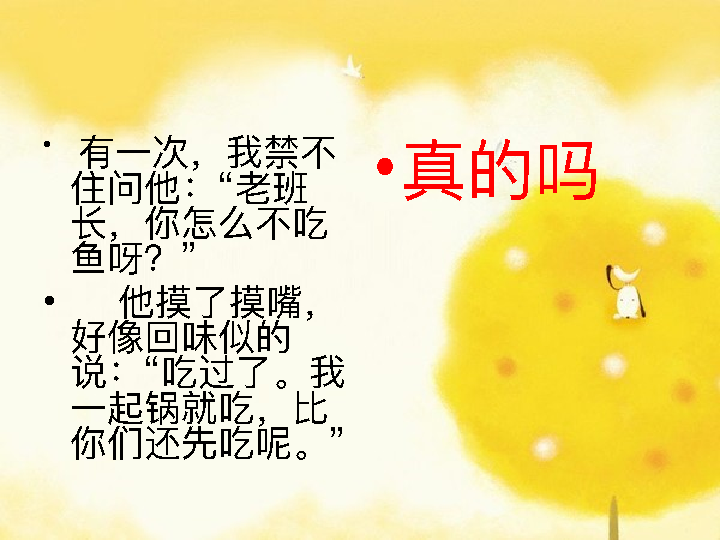 • 有一次，我禁不
住问他：“老班
长，你怎么不吃
鱼呀？”
• 他摸了摸嘴，
好像回味似的
说：“吃过了。我
一起锅就吃，比
你们还先吃呢。”
•真的吗